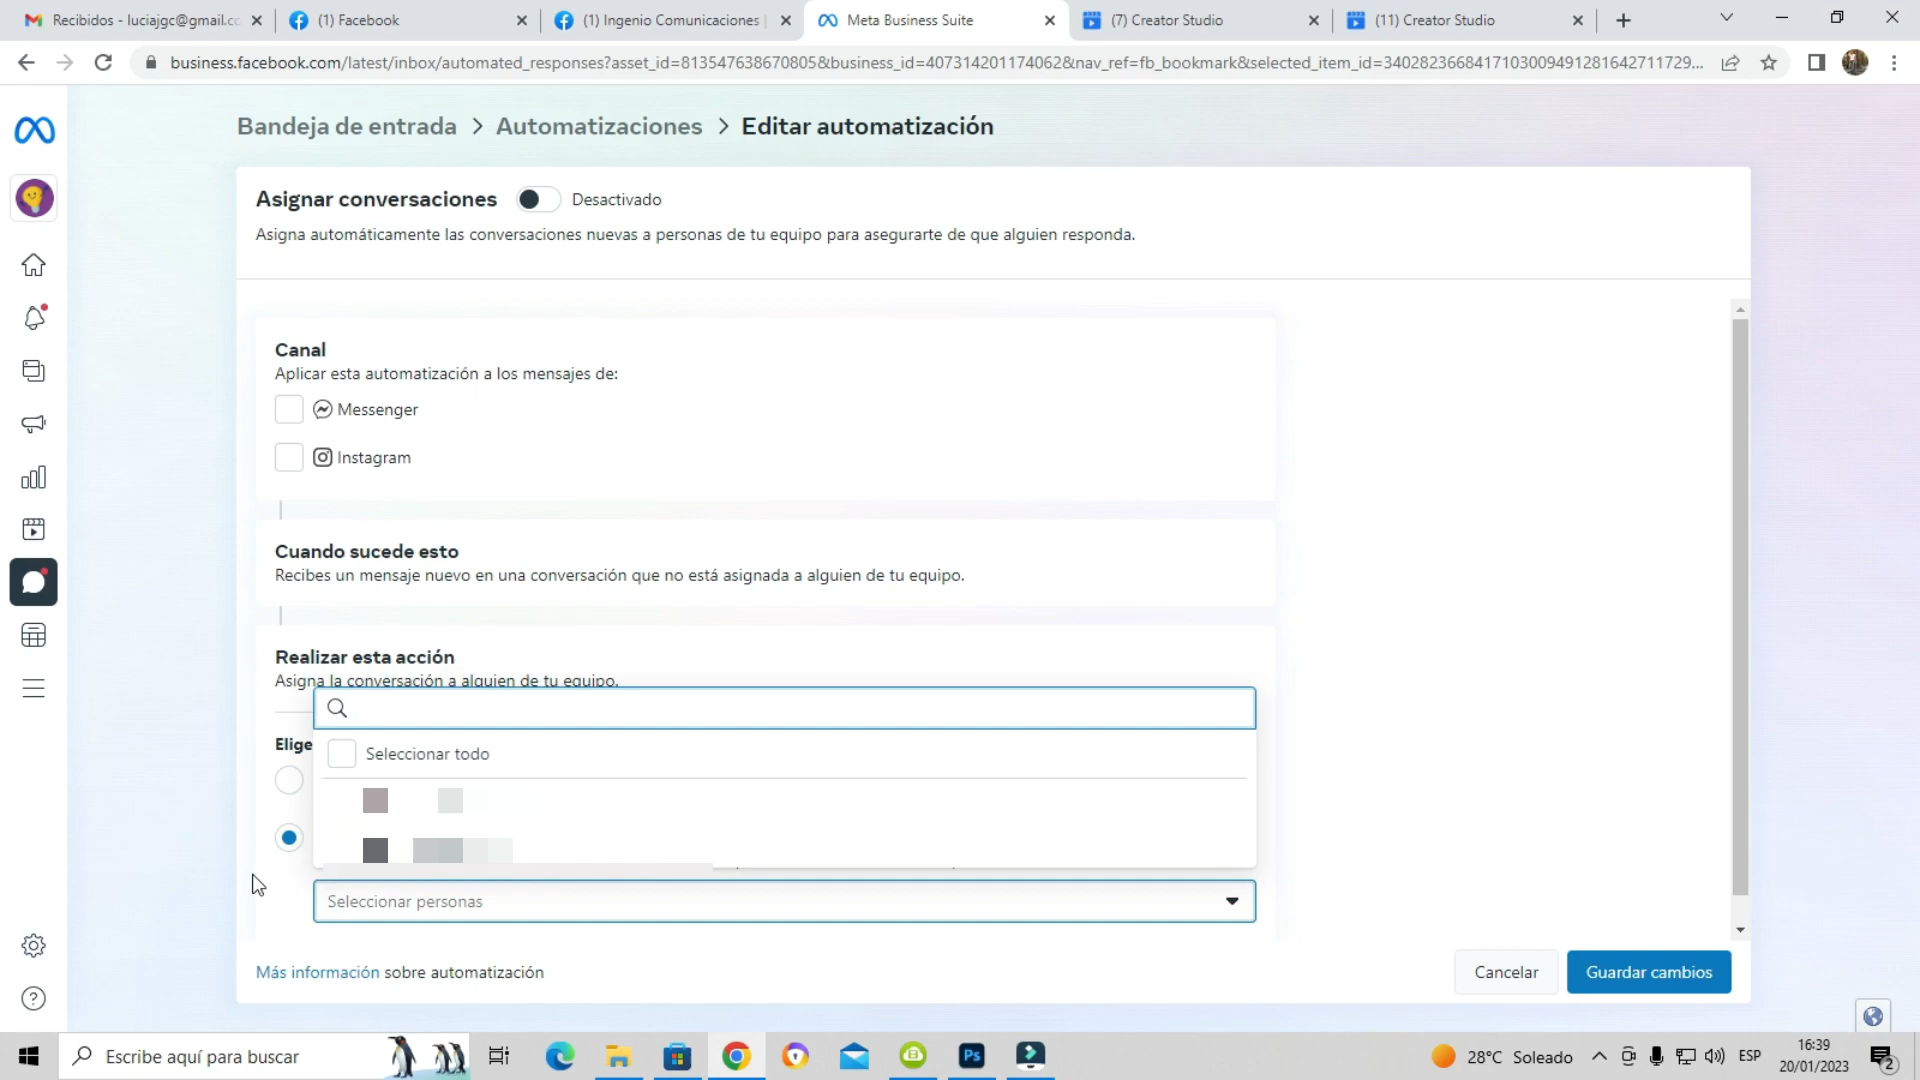 Recibidos - luciajgc@gmail.co
(1) Facebook
(1) Ingenio Comunicaciones |
Meta Business Suite
(7) Creator Studio
(11) Creator Studio
business.facebook.com/latest/inbox/automated_responses?asset_id=813547638670805&business_id=407314201174062&nav_ref=fb_bookmark&selected_item_id=340282366841710300949128164271172​9...
Bandeja de entrada > Automatizaciones > Editar automatización
Asignar conversaciones
Desactivado
Asigna automáticamente las conversaciones nuevas a personas de tu equipo para asegurarte de que alguien responda.
Canal
Aplicar esta automatización a los mensajes de:
Messenger
Instagram
Cuando sucede esto
Recibes un mensaje nuevo en una conversación que no está asignada a alguien de tu equipo.
Realizar esta acción
Asigna la conversación a alguien de tu equipo.
Elige
Seleccionar todo
Seleccionar personas
Más información sobre automatización
Cancelar
Guardar cambios
Escribe aquí para buscar
Ps
28°C Soleado
ESP
16:39
20/01/2023
2